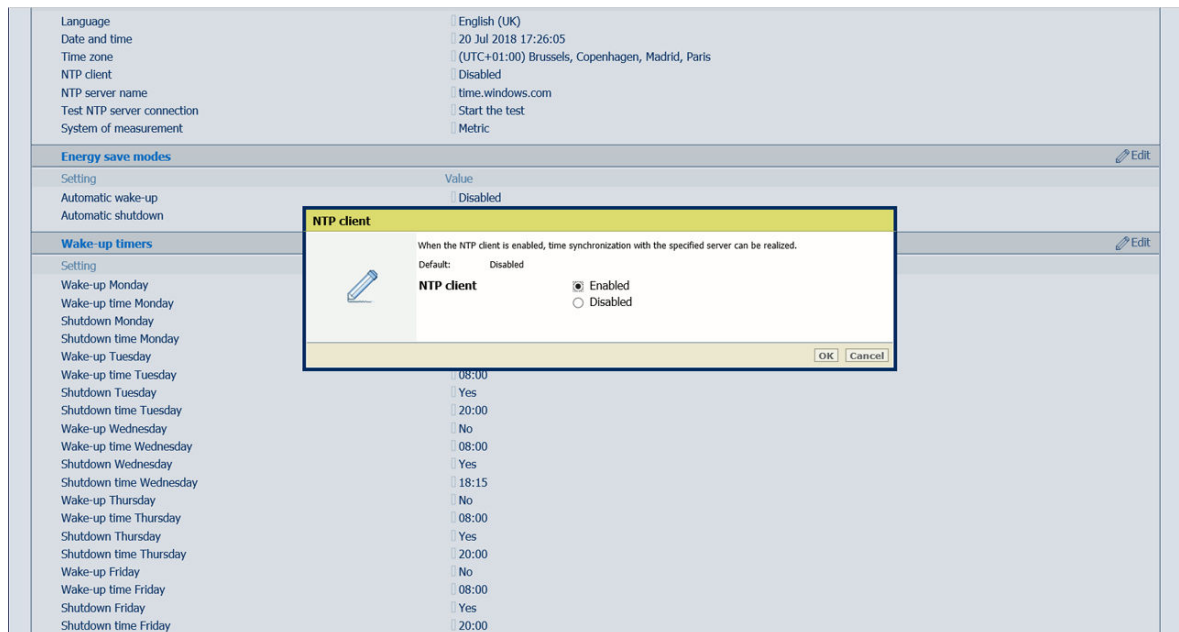 Language English (UK)
Date and time 20 Jul 2018 17:26:05
Time zone (UTC+01:00) Brussels, Copenhagen, Madrid, Paris
NTP client Disabled
NTP server name time.windows.com
Test NTP server connection Start the test
System of measurement Metric
Energy save modes Edit
Setting Value
Automatic wake-up Disabled
Automatic shutdown
NTP client
When the NTP client is enabled, time synchronization with the specified server can be realized.
Default: Disabled
NTP client Enabled
Disabled
OK Cancel
Wake-up timers Edit
Setting
Wake-up Monday
Wake-up time Monday
Shutdown Monday
Shutdown time Monday
Wake-up Tuesday
Wake-up time Tuesday 08:00
Shutdown Tuesday Yes
Shutdown time Tuesday 20:00
Wake-up Wednesday No
Wake-up time Wednesday 08:00
Shutdown Wednesday Yes
Shutdown time Wednesday 18:15
Wake-up Thursday No
Wake-up time Thursday 08:00
Shutdown Thursday Yes
Shutdown time Thursday 20:00
Wake-up Friday No
Wake-up time Friday 08:00
Shutdown Friday Yes
Shutdown time Friday 20:00